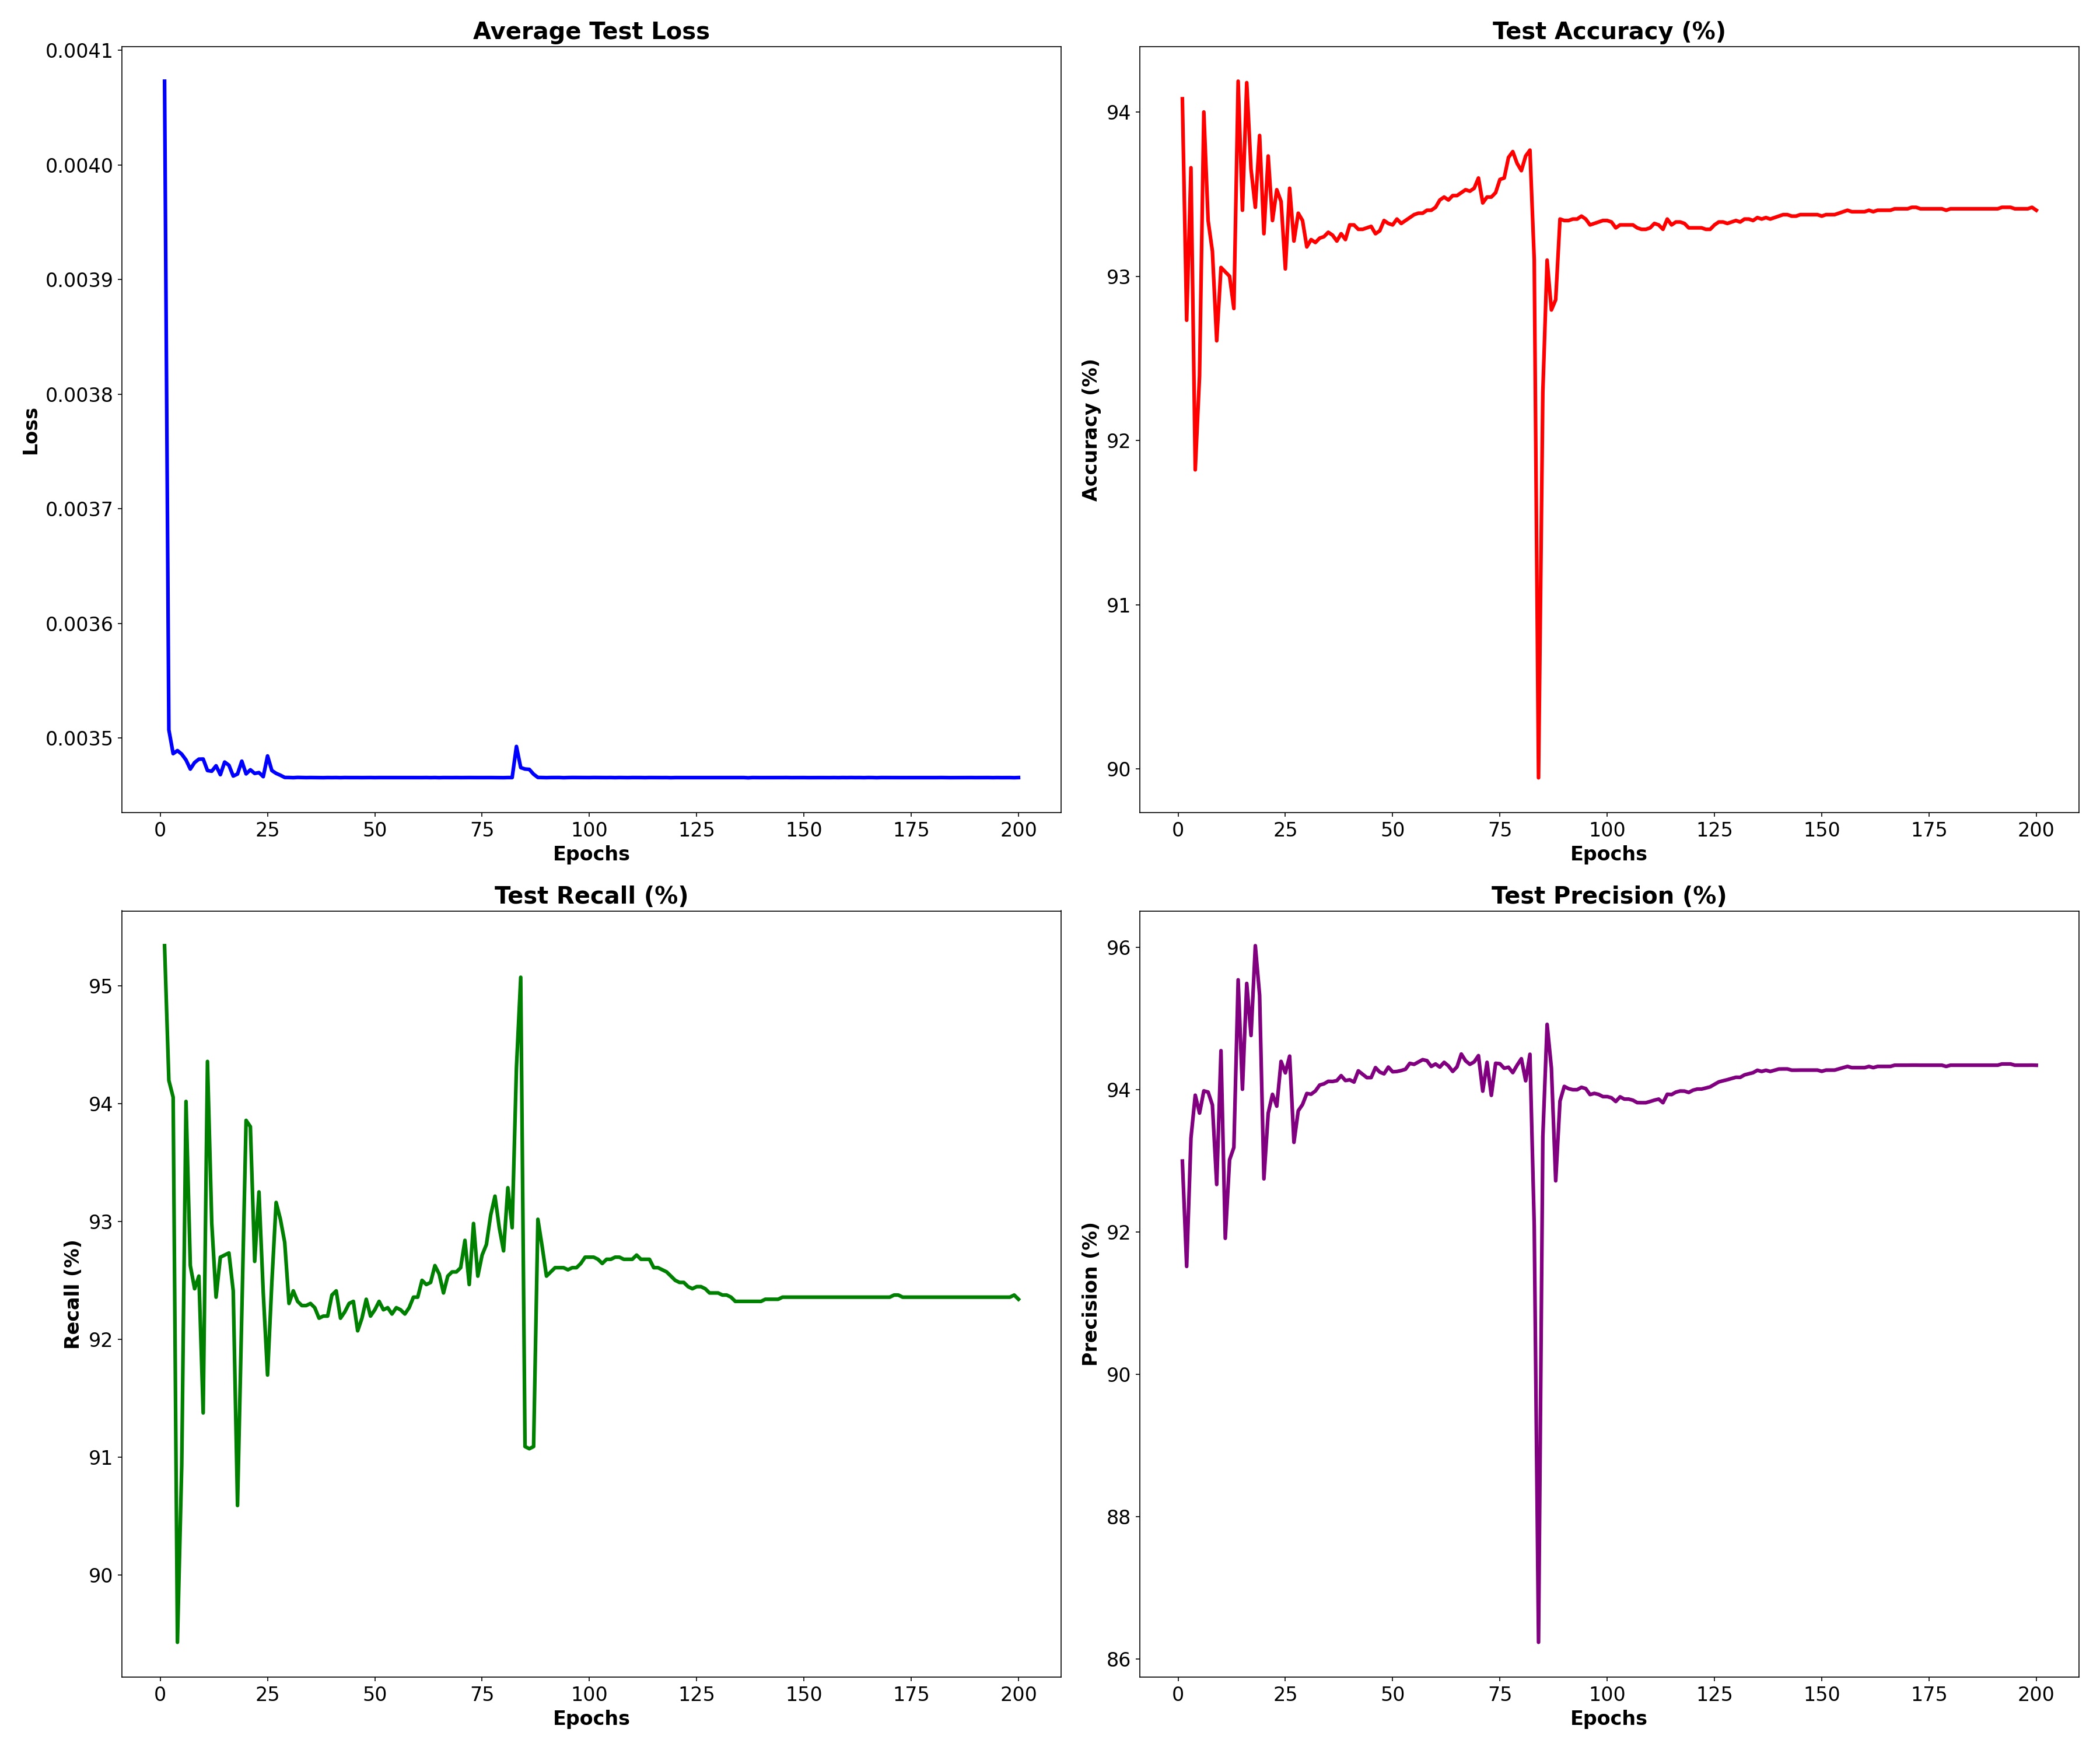 Average Test Loss
0.0041
0.0040
0.0039
0.0038
0.0037
0.0036
0.0035
Loss
0 25 50 75 100 125 150 175 200
Epochs
Test Accuracy (%)
94
93
92
91
90
Accuracy (%)
0 25 50 75 100 125 150 175 200
Epochs
Test Recall (%)
95
94
93
92
91
90
Recall (%)
0 25 50 75 100 125 150 175 200
Epochs
Test Precision (%)
96
94
92
90
88
86
Precision (%)
0 25 50 75 100 125 150 175 200
Epochs